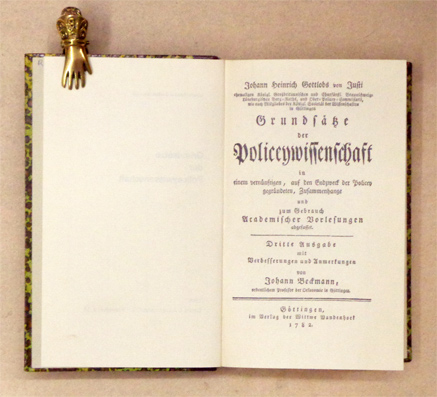 Johann Heinrich Gottlobs von Justi
ehemaligen Königl. Großbritannischen und Churfürstl. Braunschweig-
Lüneburgischen Berg-Raths, und Ober-Policey-Commissarii,
wie auch Mitgliedes der Königl. Societät der Wissenschaften
in Göttingen
Grundsätze
der
Policeywissenschaft
in
einem vernünftigen, auf den Endzweck der Policey
gegründeten, Zusammenhange
und
zum Gebrauch
Academischer Vorlesungen
abgefasset.
Dritte Ausgabe
mit
Verbesserungen und Anmerkungen
von
Johann Beckmann,
ordentlichem Professor der Oekonomie in Göttingen.
Göttingen,
im Verlag der Wittwe Vandenhoek
1782.